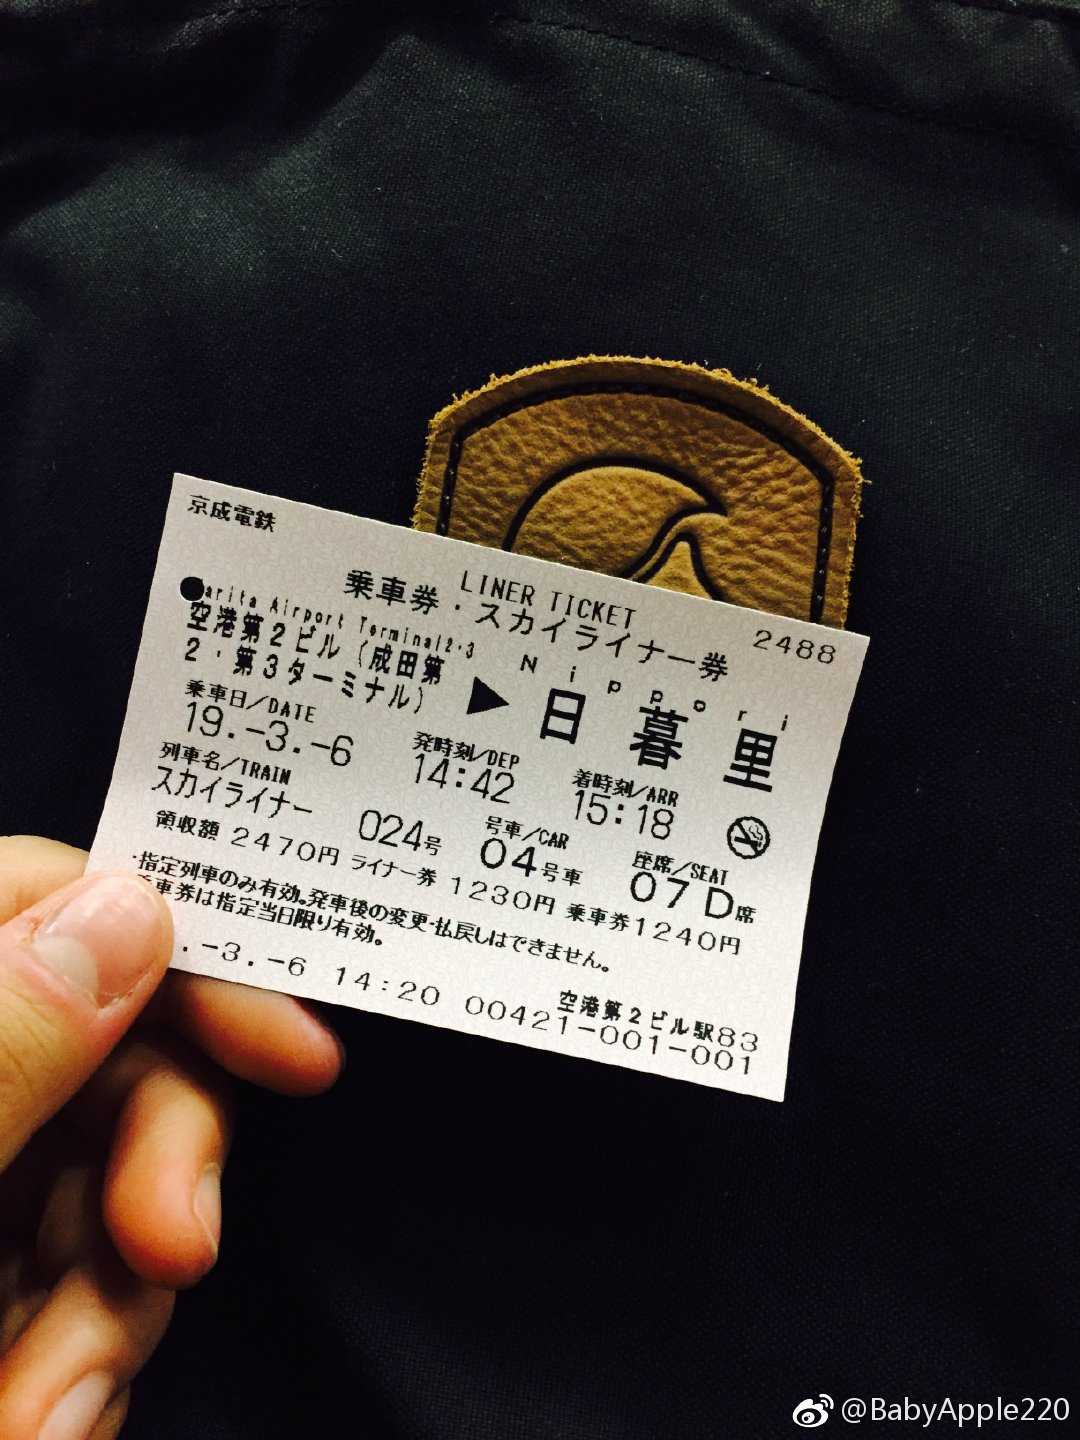 京成電鉄
LINER TICKET
乗車券・スカイライナー券
2488
arita Airport Terminal2・3
空港第2ビル(成田第
2・第3ターミナル)
▶
Nippori
日暮里
乗車日/DATE
19.-3.-6
発時刻/DEP
14:42
着時刻/ARR
15:18
列車名/TRAIN
スカイライナー 024号
号車/CAR
04号車
座席/SEAT
07D席
領収額 2470円 ライナー券 1230円 乗車券1240円
・指定列車のみ有効。発車後の変更・払戻しはできません。
乗車券は指定当日限り有効。
.-3.-6 14:20 00421-001-001
空港第2ビル駅83
@BabyApple220